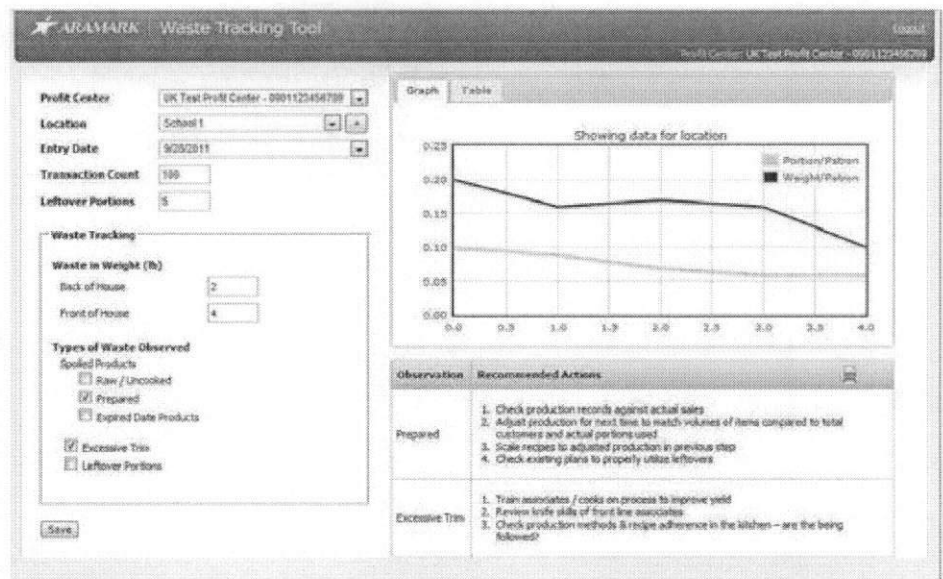 ARAMARK Waste Tracking Tool
Logout
Profit Center: UK Test Profit Center - 0901123456789
Profit Center UK Test Profit Center - 0901123456789
Location School 1
Entry Date 9/28/2011
Transaction Count 100
Leftover Portions 5
Waste Tracking
Waste in Weight (lb)
Back of House 2
Front of House 4
Types of Waste Observed
Spoiled Products
Raw / Uncooked
Prepared
Expired Date Products
Excessive Trim
Leftover Portions
Save
Graph Table
Showing data for location
Portion/Patron
Weight/Patron
0.25
0.20
0.15
0.10
0.05
0.00
0.0 0.5 1.0 1.5 2.0 2.5 3.0 3.5 4.0
Observation Recommended Actions
Prepared
1. Check production records against actual sales
2. Adjust production for next time to match volumes of items compared to total
customers and actual portions used
3. Scale recipes to adjusted production in previous step
4. Check existing plans to properly utilize leftovers
Excessive Trim
1. Train associates / cooks on process to improve yield
2. Review knife skills of front line associates
3. Check production methods & recipe adherence in the kitchen – are the being
followed?